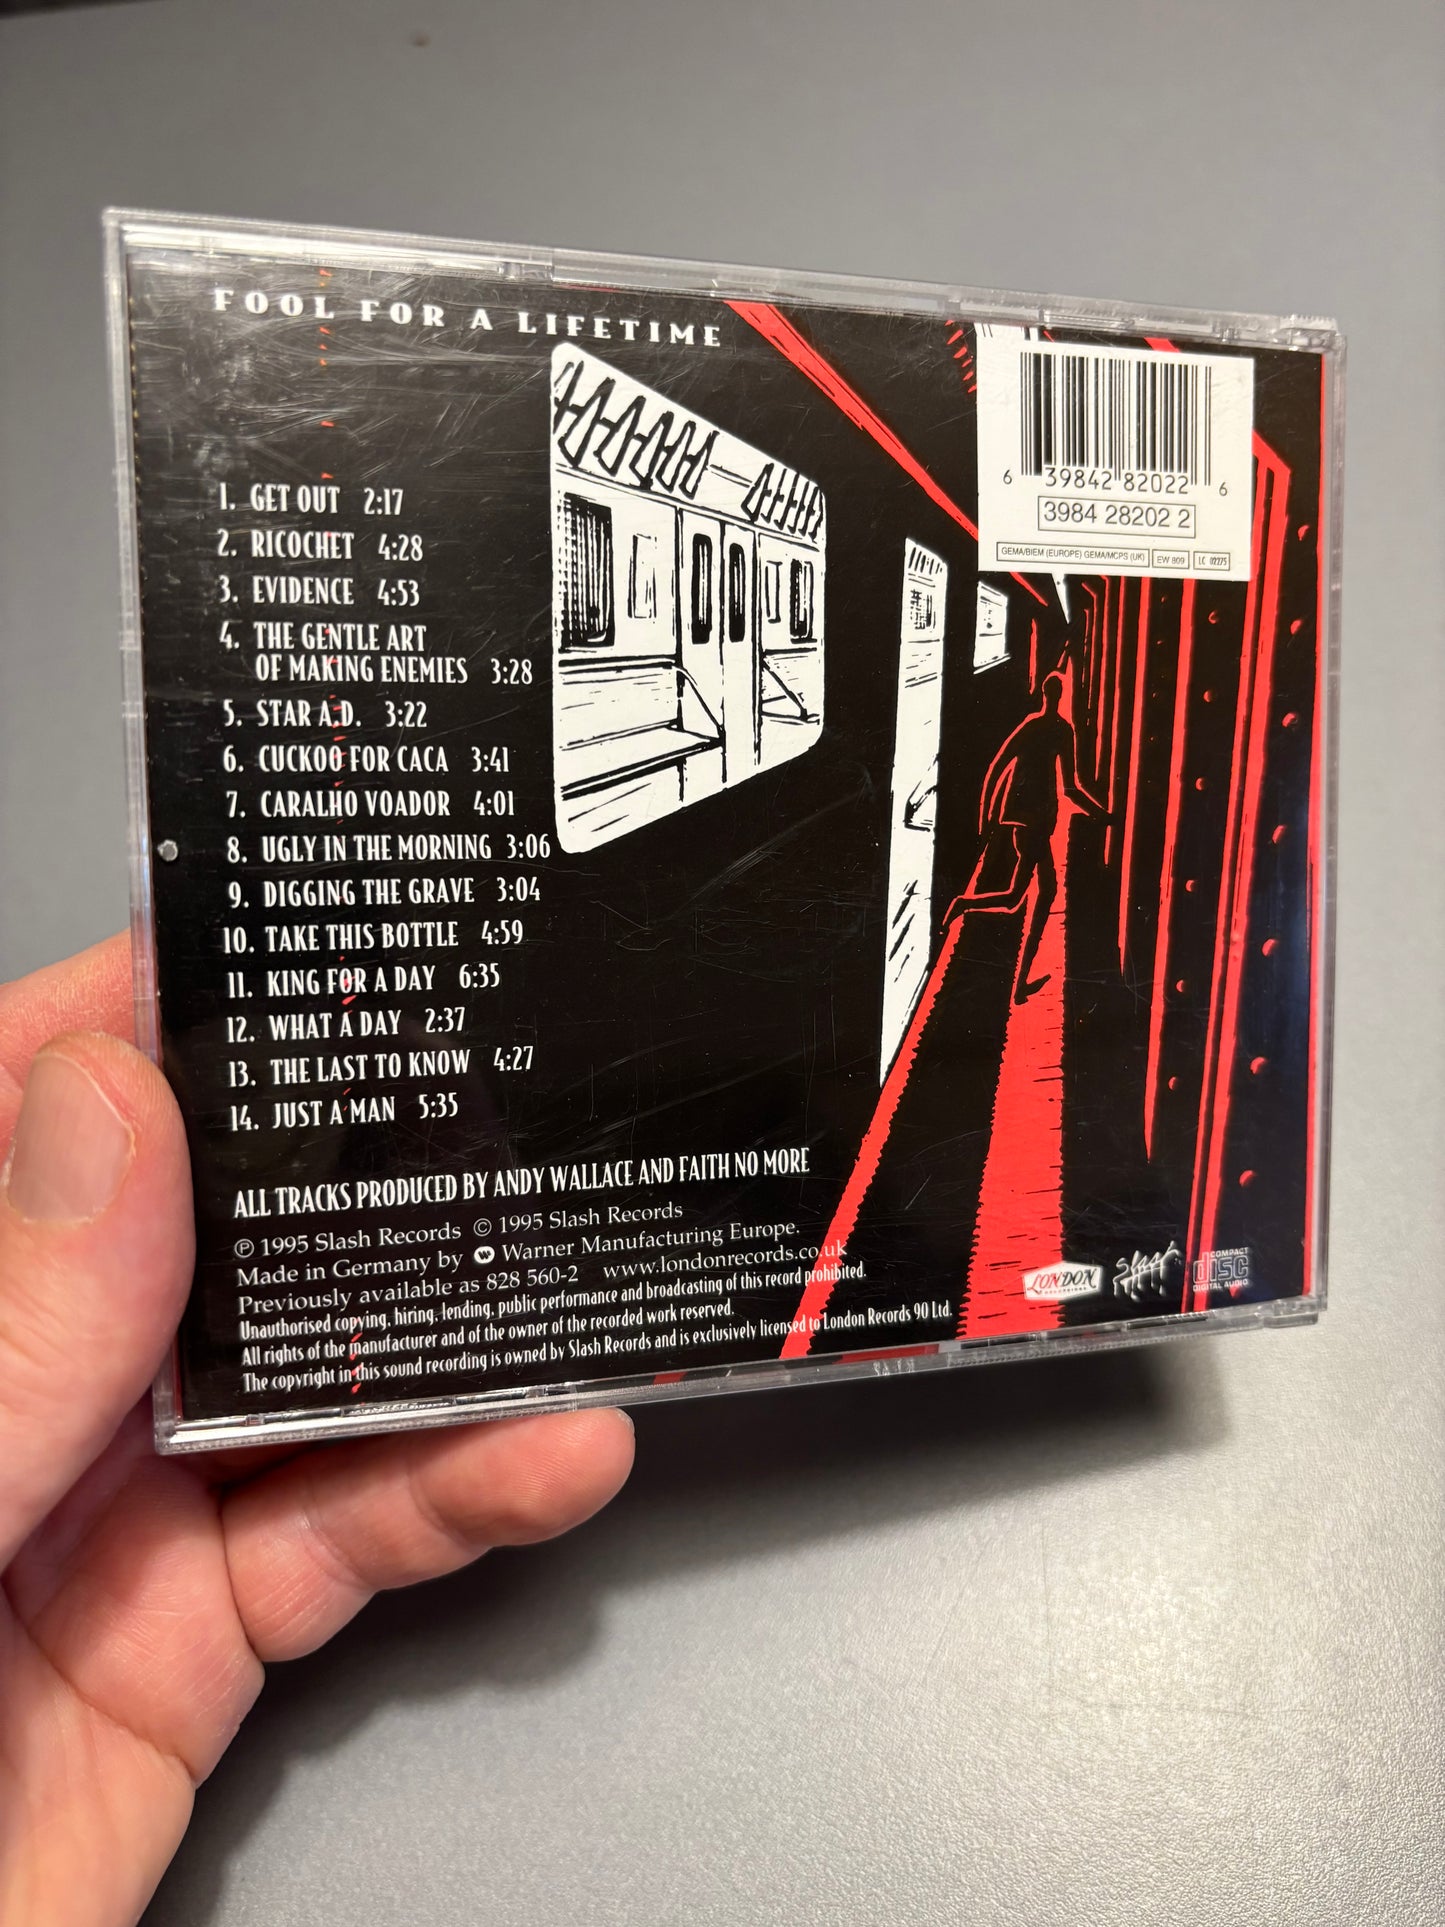 FOOL FOR A LIFETIME
6 39842 82022 6
3984 28202 2
GEMA/BIEM (EUROPE) GEMA/MCPS (UK) EW 809 LC 02275
1. GET OUT 2:17
2. RICOCHET 4:28
3. EVIDENCE 4:53
4. THE GENTLE ART
OF MAKING ENEMIES 3:28
5. STAR A.D. 3:22
6. CUCKOO FOR CACA 3:41
7. CARALHO VOADOR 4:01
8. UGLY IN THE MORNING 3:06
9. DIGGING THE GRAVE 3:04
10. TAKE THIS BOTTLE 4:59
11. KING FOR A DAY 6:35
12. WHAT A DAY 2:37
13. THE LAST TO KNOW 4:27
14. JUST A MAN 5:35
ALL TRACKS PRODUCED BY ANDY WALLACE AND FAITH NO MORE
℗ 1995 Slash Records © 1995 Slash Records
Made in Germany by Warner Manufacturing Europe.
Previously available as 828 560-2 www.londonrecords.co.uk
Unauthorised copying, hiring, lending, public performance and broadcasting of this record prohibited.
All rights of the manufacturer and of the owner of the recorded work reserved.
The copyright in this sound recording is owned by Slash Records and is exclusively licensed to London Records 90 Ltd.
LONDON
RECORDINGS
Slash
COMPACT
disc
DIGITAL AUDIO